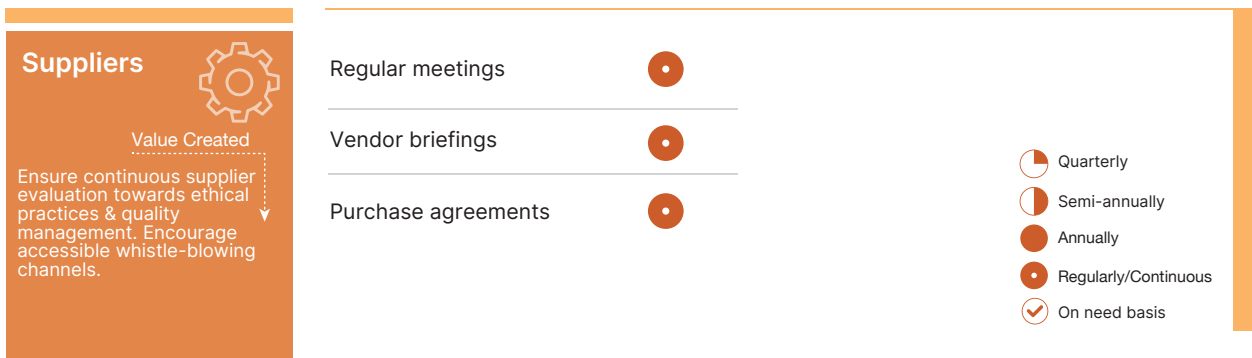 Suppliers
Value Created
Ensure continuous supplier
evaluation towards ethical
practices & quality
management. Encourage
accessible whistle-blowing
channels.
Regular meetings
Vendor briefings
Purchase agreements
Quarterly
Semi-annually
Annually
Regularly/Continuous
On need basis